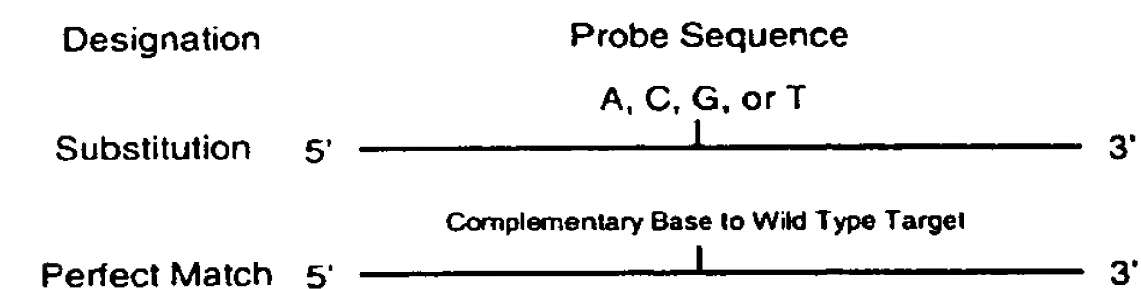 Designation Probe Sequence
A, C, G, or T
Substitution 5' 3'
Complementary Base to Wild Type Target
Perfect Match 5' 3'